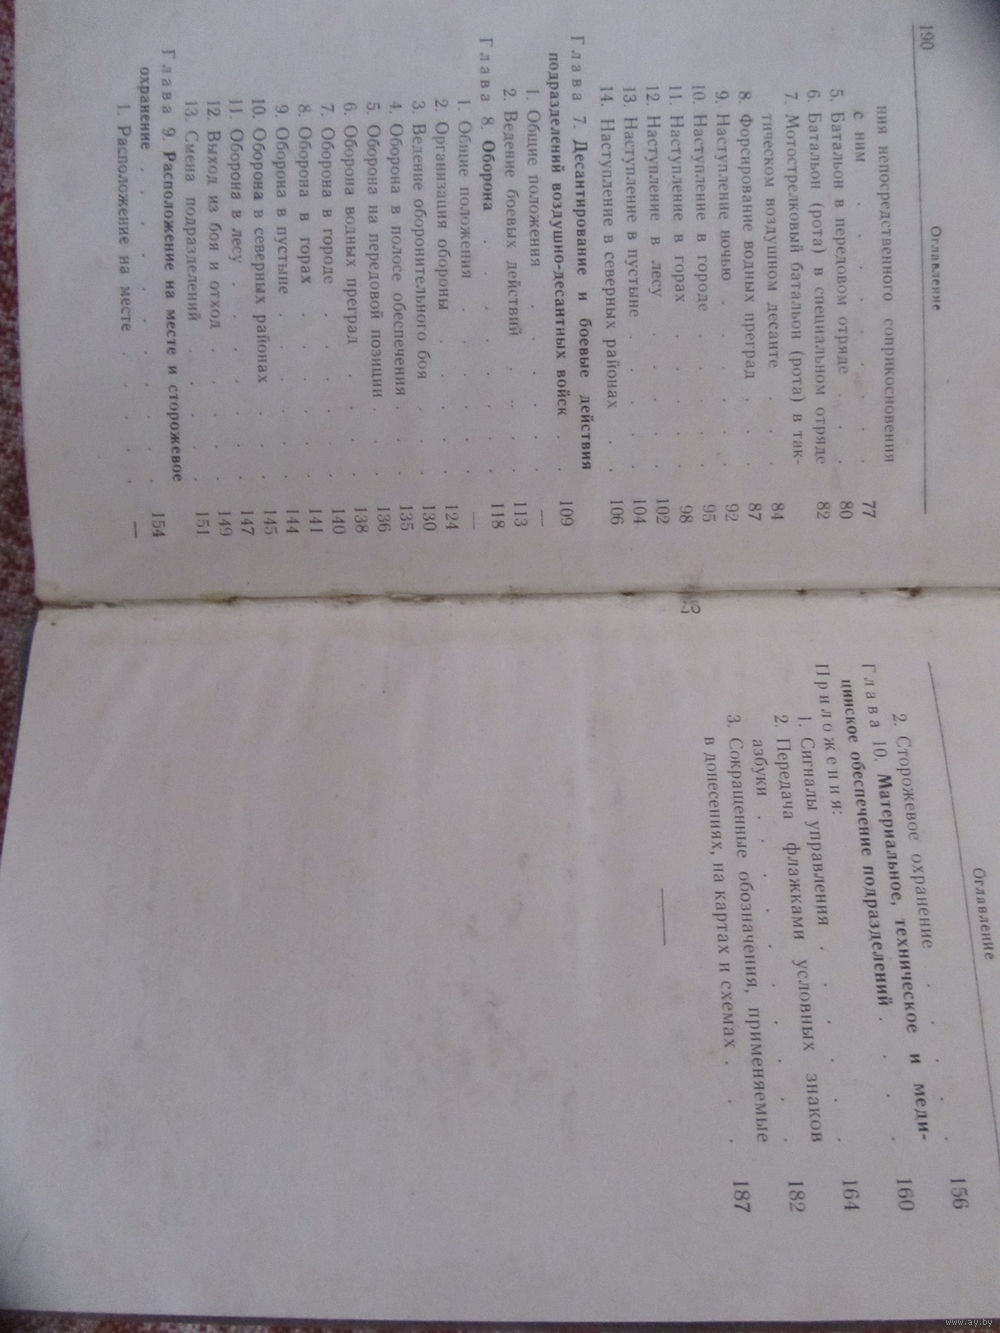 190
Оглавление
ния непосредственного соприкосновения
с ним . . . . . . 77
5. Батальон в передовом отряде . . . 80
6. Батальон (рота) в специальном отряде 82
7. Мотострелковый батальон (рота) в так-
тическом воздушном десанте . . . 84
8. Форсирование водных преград . . . 87
9. Наступление ночью . . . . . 92
10. Наступление в городе . . . . 95
11. Наступление в горах . . . . 98
12. Наступление в лесу . . . . 102
13. Наступление в пустыне . . . . 104
14. Наступление в северных районах . . 106
Глава 7. Десантирование и боевые действия
подразделений воздушно-десантных войск . . 109
1. Общие положения . . . . . —
2. Ведение боевых действий . . . . 113
Глава 8. Оборона . . . . . . 118
1. Общие положения . . . . . —
2. Организация обороны . . . . 124
3. Ведение оборонительного боя . . . 130
4. Оборона в полосе обеспечения . . . 135
5. Оборона на передовой позиции . . . 136
6. Оборона водных преград . . . . 138
7. Оборона в городе . . . . . 140
8. Оборона в горах . . . . . 141
9. Оборона в пустыне . . . . . 144
10. Оборона в северных районах . . . 145
11. Оборона в лесу . . . . . 147
12. Выход из боя и отход . . . . 149
13. Смена подразделений . . . . 151
Глава 9. Расположение на месте и сторожевое
охранение . . . . . . . 154
1. Расположение на месте . . . . —
Оглавление
2. Сторожевое охранение . . . . 156
Глава 10. Материальное, техническое и меди-
цинское обеспечение подразделений . . . . 160
Приложения:
1. Сигналы управления . . . . . 164
2. Передача флажками условных знаков
азбуки . . . . . . . 182
3. Сокращенные обозначения, применяемые
в донесениях, на картах и схемах . . . 187
www.ay.by